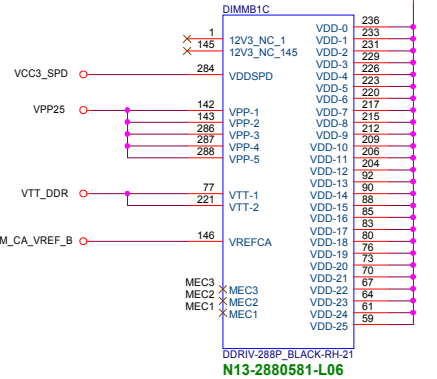 DIMMB1C
1 12V3_NC_1
145 12V3_NC_145
VCC3_SPD 284 VDDSPD
VPP25 142 VPP-1
143 VPP-2
286 VPP-3
287 VPP-4
288 VPP-5
VTT_DDR 77 VTT-1
221 VTT-2
M_CA_VREF_B 146 VREFCA
MEC3 MEC3
MEC2 MEC2
MEC1 MEC1
VDD-0 236
VDD-1 233
VDD-2 231
VDD-3 229
VDD-4 226
VDD-5 223
VDD-6 220
VDD-7 217
VDD-8 215
VDD-9 212
VDD-10 209
VDD-11 206
VDD-12 204
VDD-13 92
VDD-14 90
VDD-15 88
VDD-16 85
VDD-17 83
VDD-18 80
VDD-19 76
VDD-20 73
VDD-21 70
VDD-22 67
VDD-23 64
VDD-24 61
VDD-25 59
DDRIV-288P_BLACK-RH-21
N13-2880581-L06